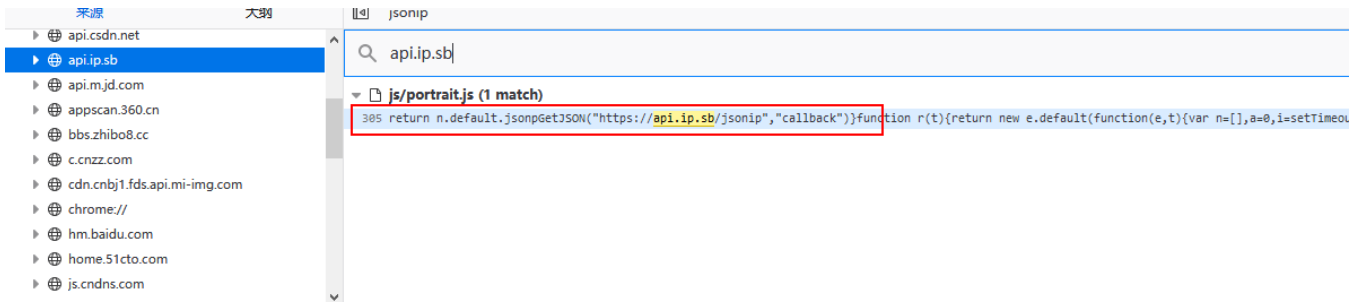 来源 大纲 jsonip
api.csdn.net
api.ip.sb
api.m.jd.com
appscan.360.cn
bbs.zhibo8.cc
c.cnzz.com
cdn.cnbj1.fds.api.mi-img.com
chrome://
hm.baidu.com
home.51cto.com
js.cndns.com
api.ip.sb
js/portrait.js (1 match)
305 return n.default.jsonpGetJSON("https://api.ip.sb/jsonip","callback")}function r(t){return new e.default(function(e,t){var n=[],a=0,i=setTimeou